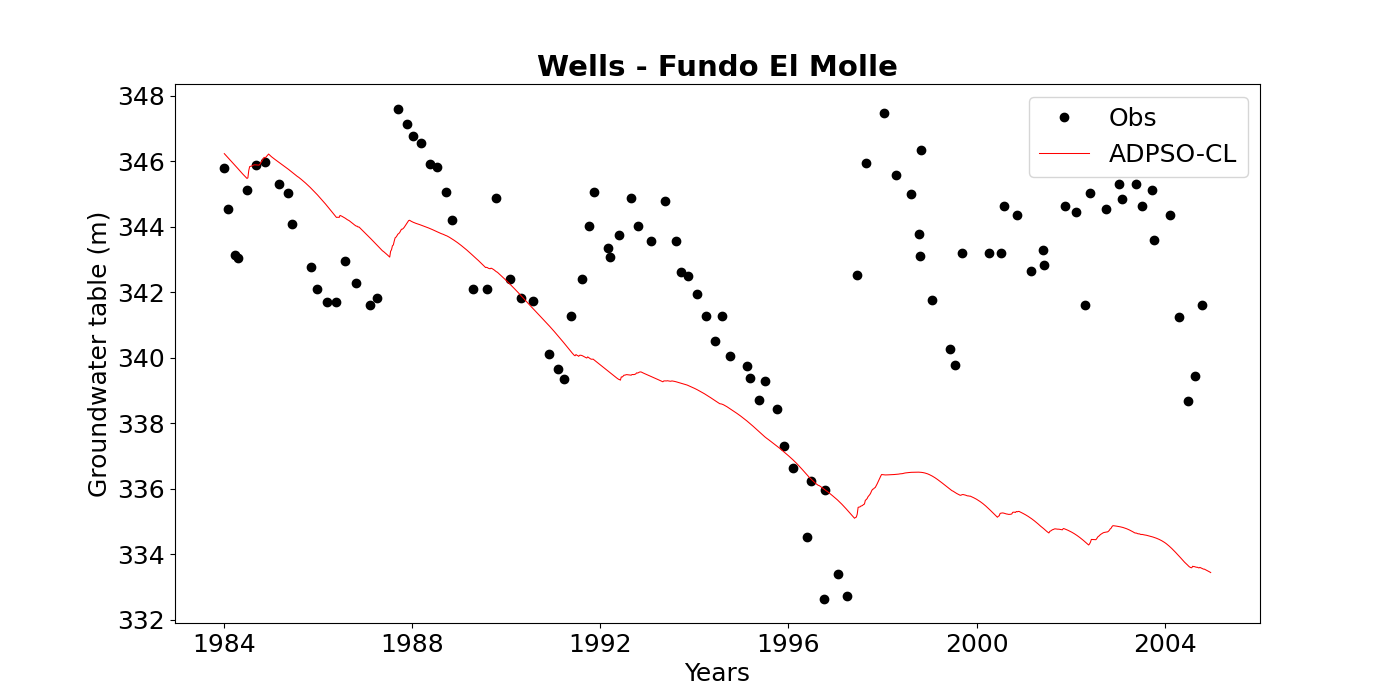 Wells - Fundo El Molle
Groundwater table (m)
348
346
344
342
340
338
336
334
332
Obs
ADPSO-CL
1984 1988 1992 1996 2000 2004
Years